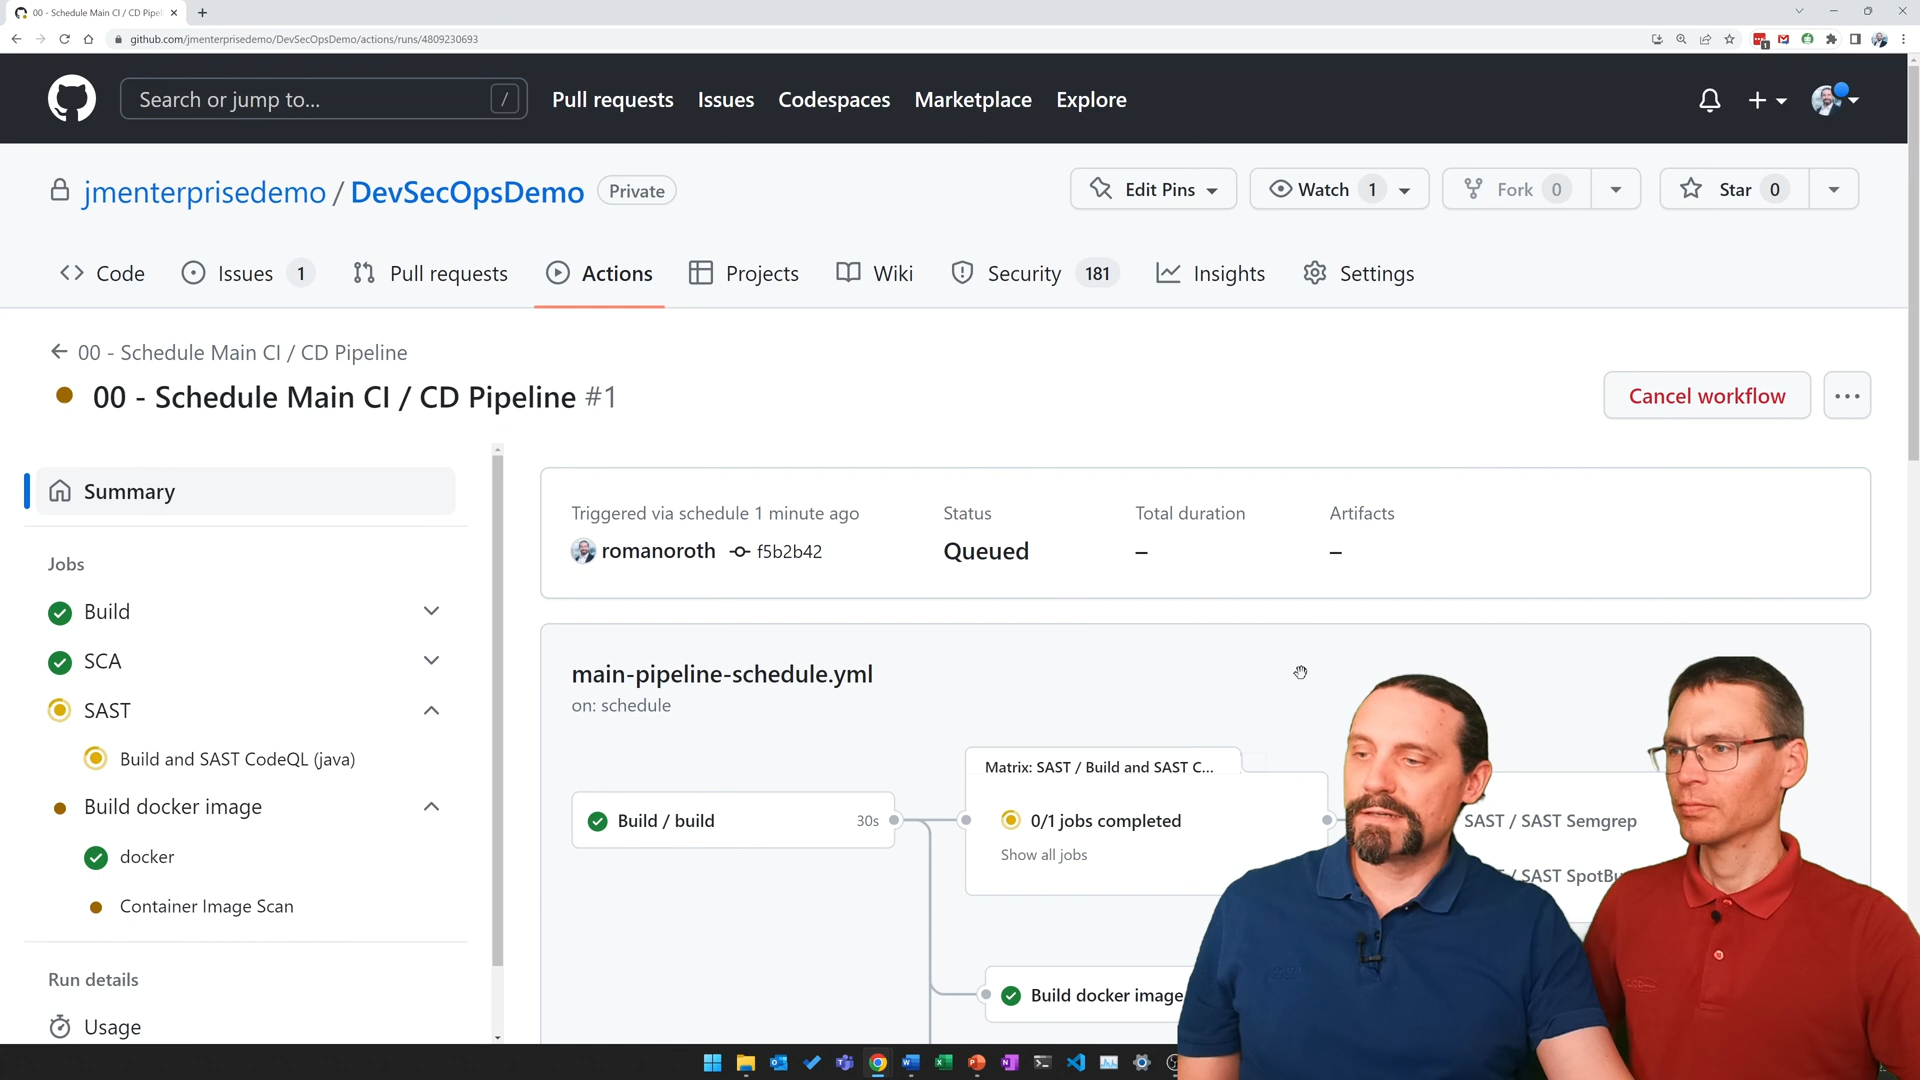 00 - Schedule Main CI / CD Pipel
github.com/jmenterprisedemo/DevSecOpsDemo/actions/runs/4809230693
Search or jump to... /
Pull requests Issues Codespaces Marketplace Explore
jmenterprisedemo / DevSecOpsDemo Private
Edit Pins Watch 1 Fork 0 Star 0
Code Issues 1 Pull requests Actions Projects Wiki Security 181 Insights Settings
00 - Schedule Main CI / CD Pipeline
00 - Schedule Main CI / CD Pipeline #1
Cancel workflow
Summary
Jobs
Build
SCA
SAST
Build and SAST CodeQL (java)
Build docker image
docker
Container Image Scan
Run details
Usage
Triggered via schedule 1 minute ago
romanoroth f5b2b42
Status
Queued
Total duration
–
Artifacts
–
main-pipeline-schedule.yml
on: schedule
Build / build 30s
Matrix: SAST / Build and SAST C...
0/1 jobs completed
Show all jobs
SAST / SAST Semgrep
/ SAST SpotBu
Build docker image